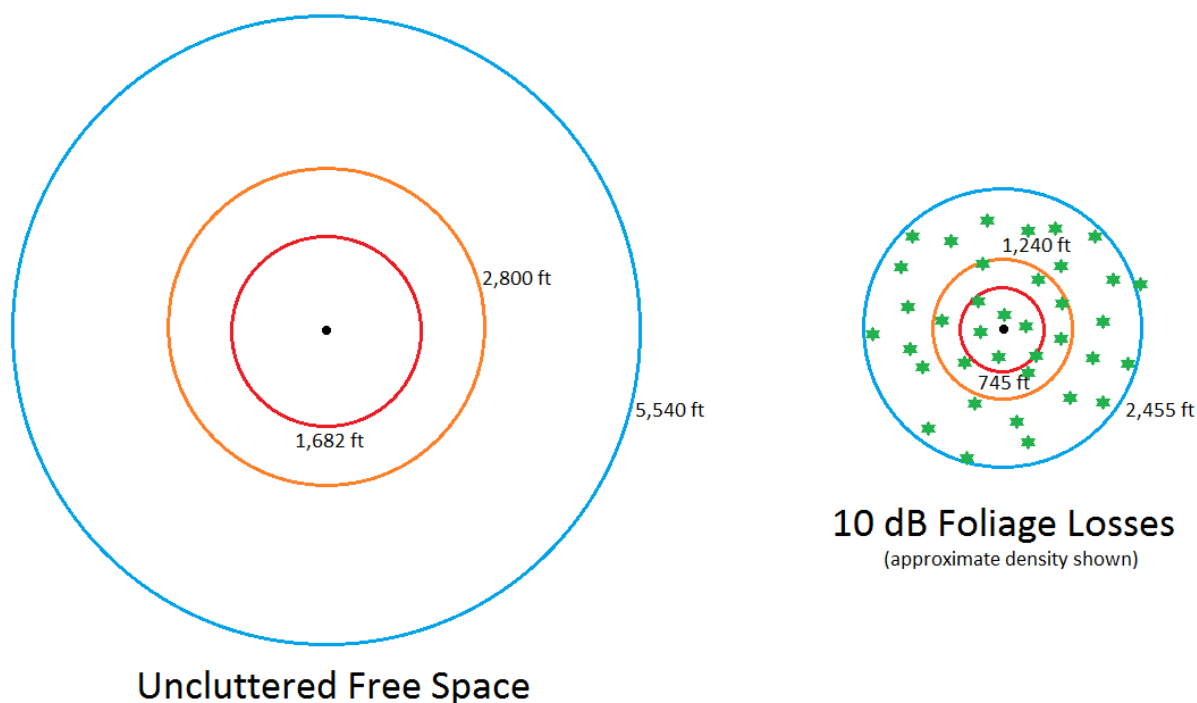 2,800 ft
5,540 ft
1,682 ft
Uncluttered Free Space
1,240 ft
745 ft
2,455 ft
10 dB Foliage Losses
(approximate density shown)